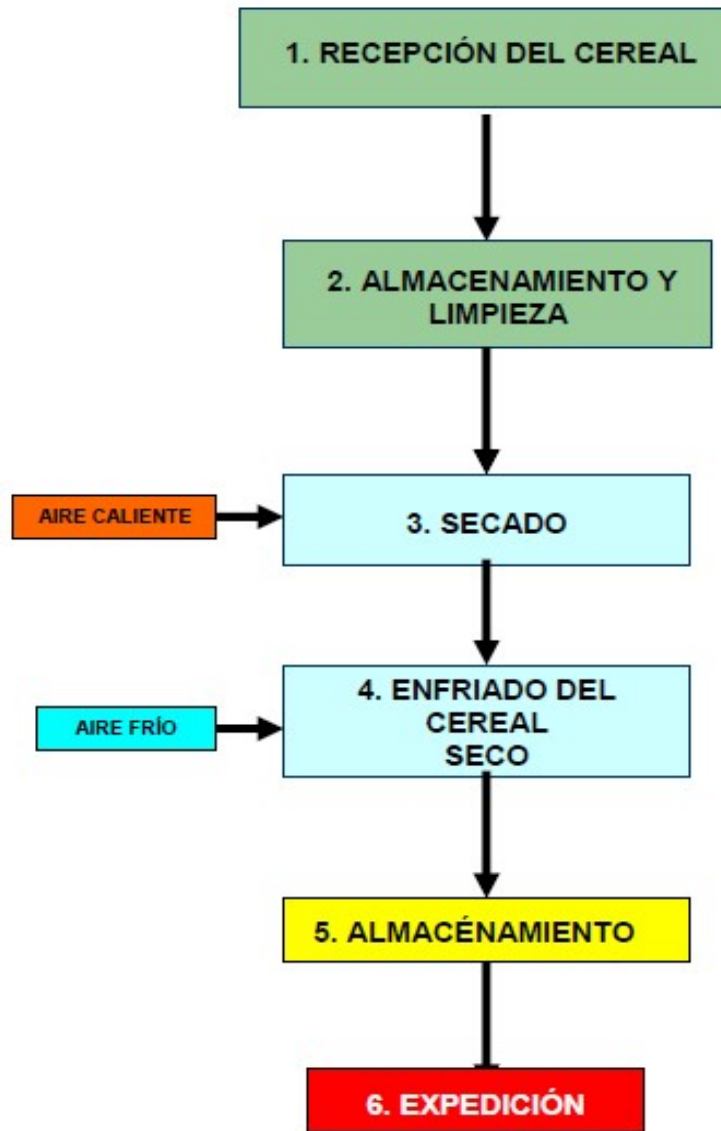 1. RECEPCIÓN DEL CEREAL
2. ALMACENAMIENTO Y
LIMPIEZA
AIRE CALIENTE
3. SECADO
4. ENFRIADO DEL
CEREAL
SECO
AIRE FRÍO
5. ALMACÉNAMIENTO
6. EXPEDICIÓN